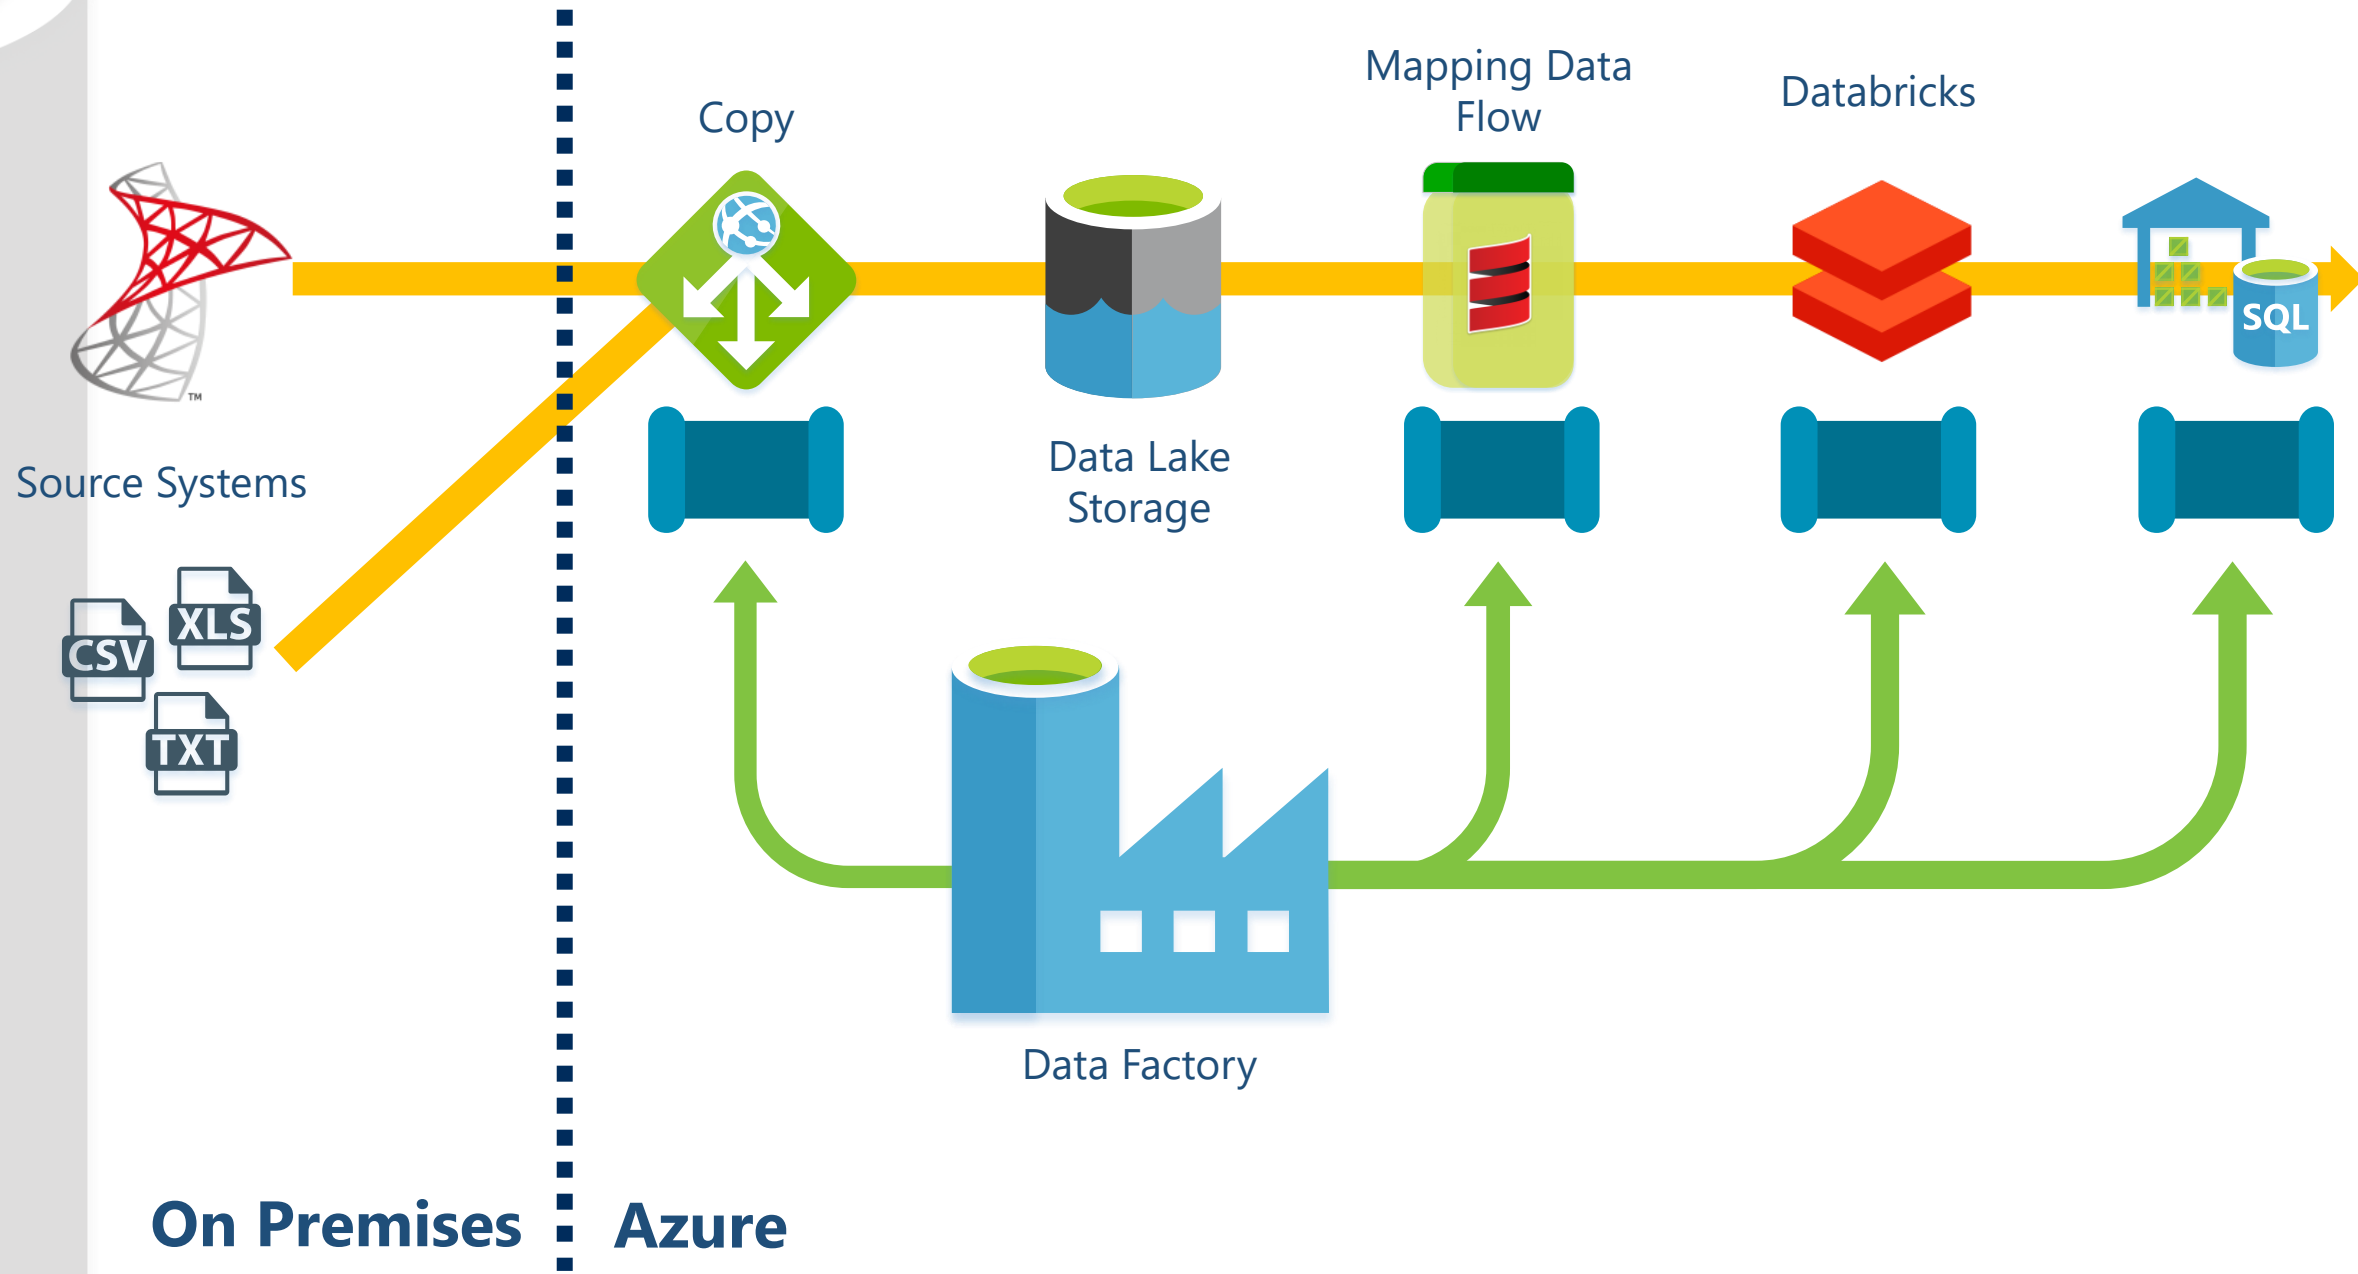 Mapping Data
Flow
Databricks
Copy
SQL
TM
Data Lake
Storage
Source Systems
XLS
CSV
TXT
Data Factory
On Premises
Azure